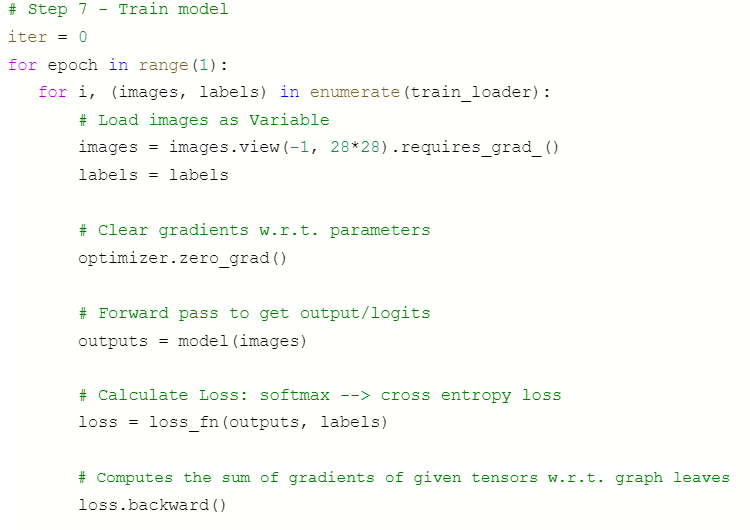 # Step 7 - Train model
iter = 0
for epoch in range(1):
   for i, (images, labels) in enumerate(train_loader):
       # Load images as Variable
       images = images.view(-1, 28*28).requires_grad_()
       labels = labels

       # Clear gradients w.r.t. parameters
       optimizer.zero_grad()

       # Forward pass to get output/logits
       outputs = model(images)

       # Calculate Loss: softmax --> cross entropy loss
       loss = loss_fn(outputs, labels)

       # Computes the sum of gradients of given tensors w.r.t. graph leaves
       loss.backward()